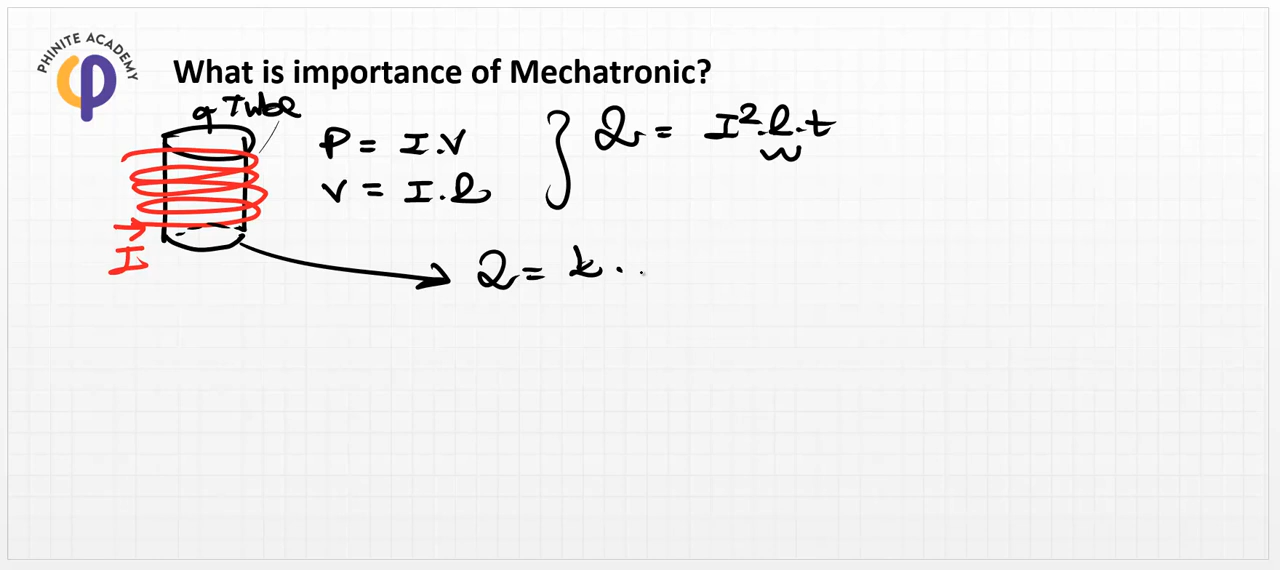 PHINITE ACADEMY
What is importance of Mechatronic?
a Tube
P = I.V
V = I.R
Q = I².R.t
I
Q = k .